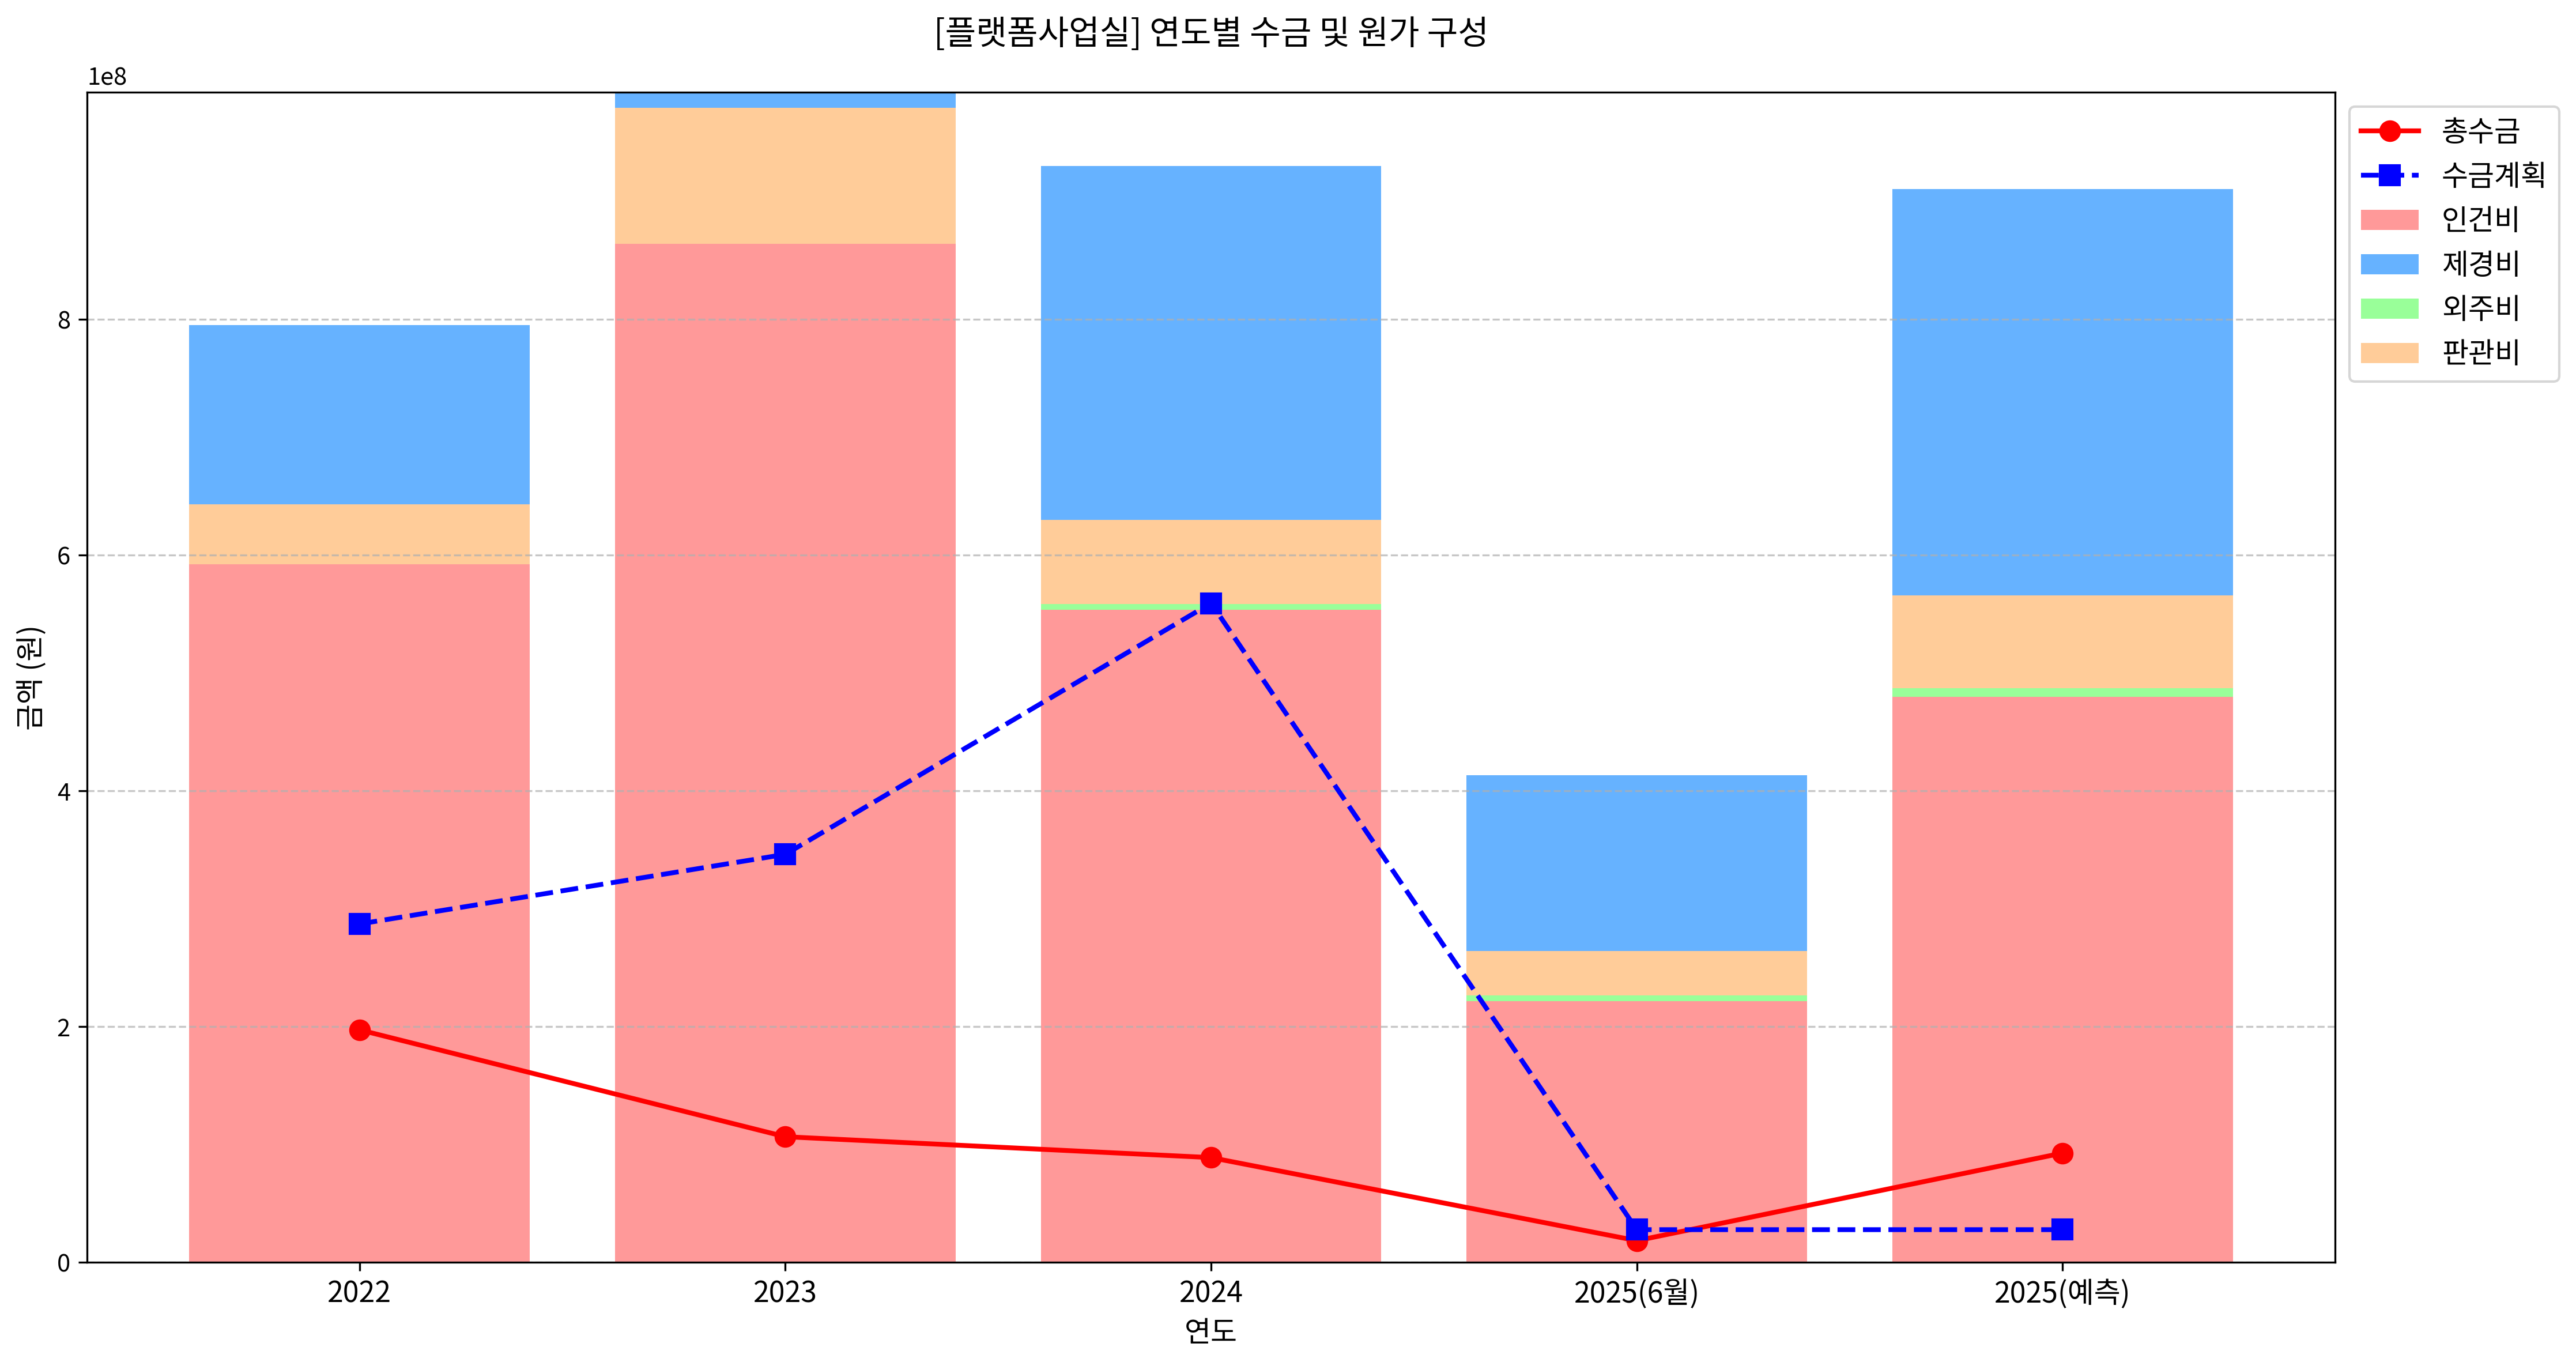 [플랫폼사업실] 연도별 수금 및 원가 구성
1e8
총수금
수금계획
인건비
제경비
외주비
판관비
8
6
4
2
0
금액 (원)
2022
2023
2024
2025(6월)
2025(예측)
연도